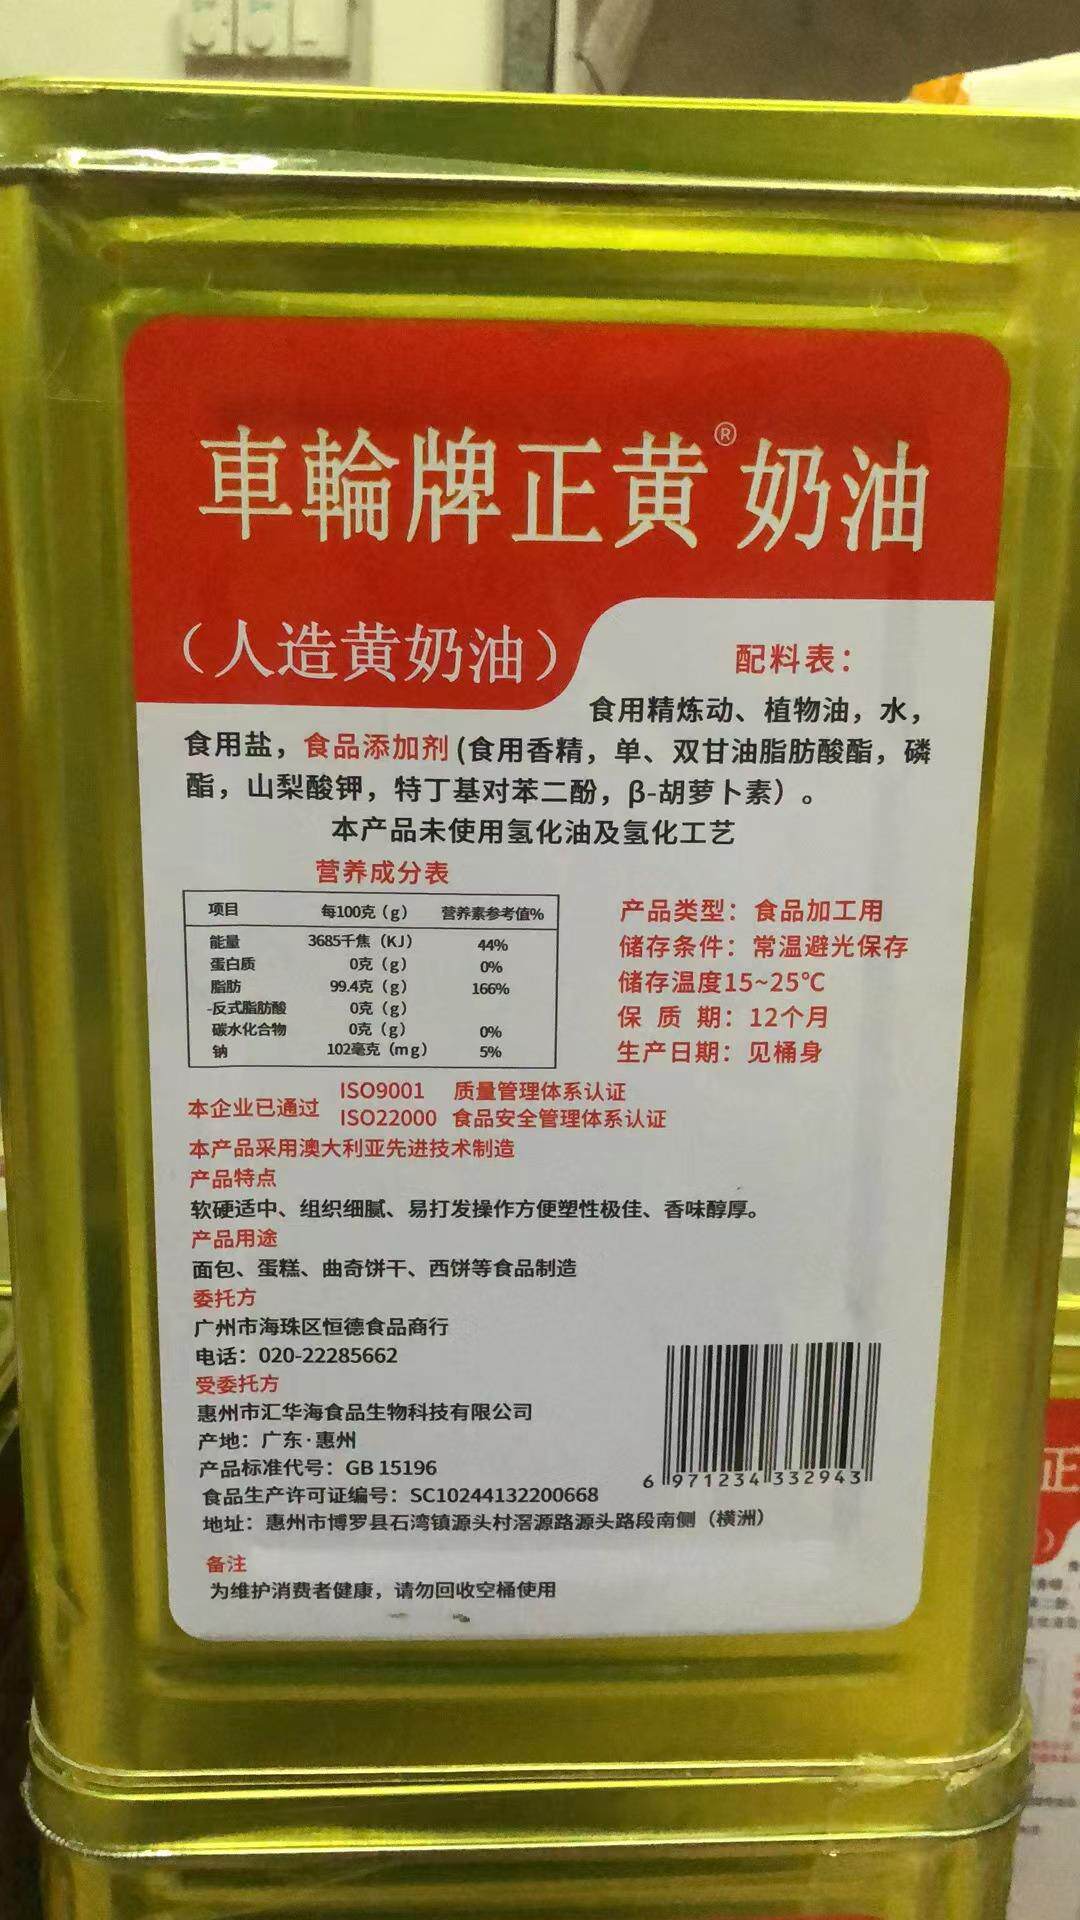 車輪牌正黄®奶油
（人造黄奶油）
配料表：
食用精炼动、植物油，水，
食用盐，食品添加剂(食用香精，单、双甘油脂肪酸酯，磷
酯，山梨酸钾，特丁基对苯二酚，β-胡萝卜素）。
本产品未使用氢化油及氢化工艺
营养成分表
项目 每100克（g） 营养素参考值%
能量 3685千焦（KJ） 44%
蛋白质 0克（g） 0%
脂肪 99.4克（g） 166%
-反式脂肪酸 0克（g）
碳水化合物 0克（g） 0%
钠 102毫克（mg） 5%
产品类型：食品加工用
储存条件：常温避光保存
储存温度15~25℃
保 质 期：12个月
生产日期：见桶身
本企业已通过
ISO9001 质量管理体系认证
ISO22000 食品安全管理体系认证
本产品采用澳大利亚先进技术制造
产品特点
软硬适中、组织细腻、易打发操作方便塑性极佳、香味醇厚。
产品用途
面包、蛋糕、曲奇饼干、西饼等食品制造
委托方
广州市海珠区恒德食品商行
电话：020-22285662
受委托方
惠州市汇华海食品生物科技有限公司
产地：广东·惠州
产品标准代号：GB 15196
食品生产许可证编号：SC10244132200668
地址：惠州市博罗县石湾镇源头村滘源路源头路段南侧（横洲）
6 971234 332943
备注
为维护消费者健康，请勿回收空桶使用